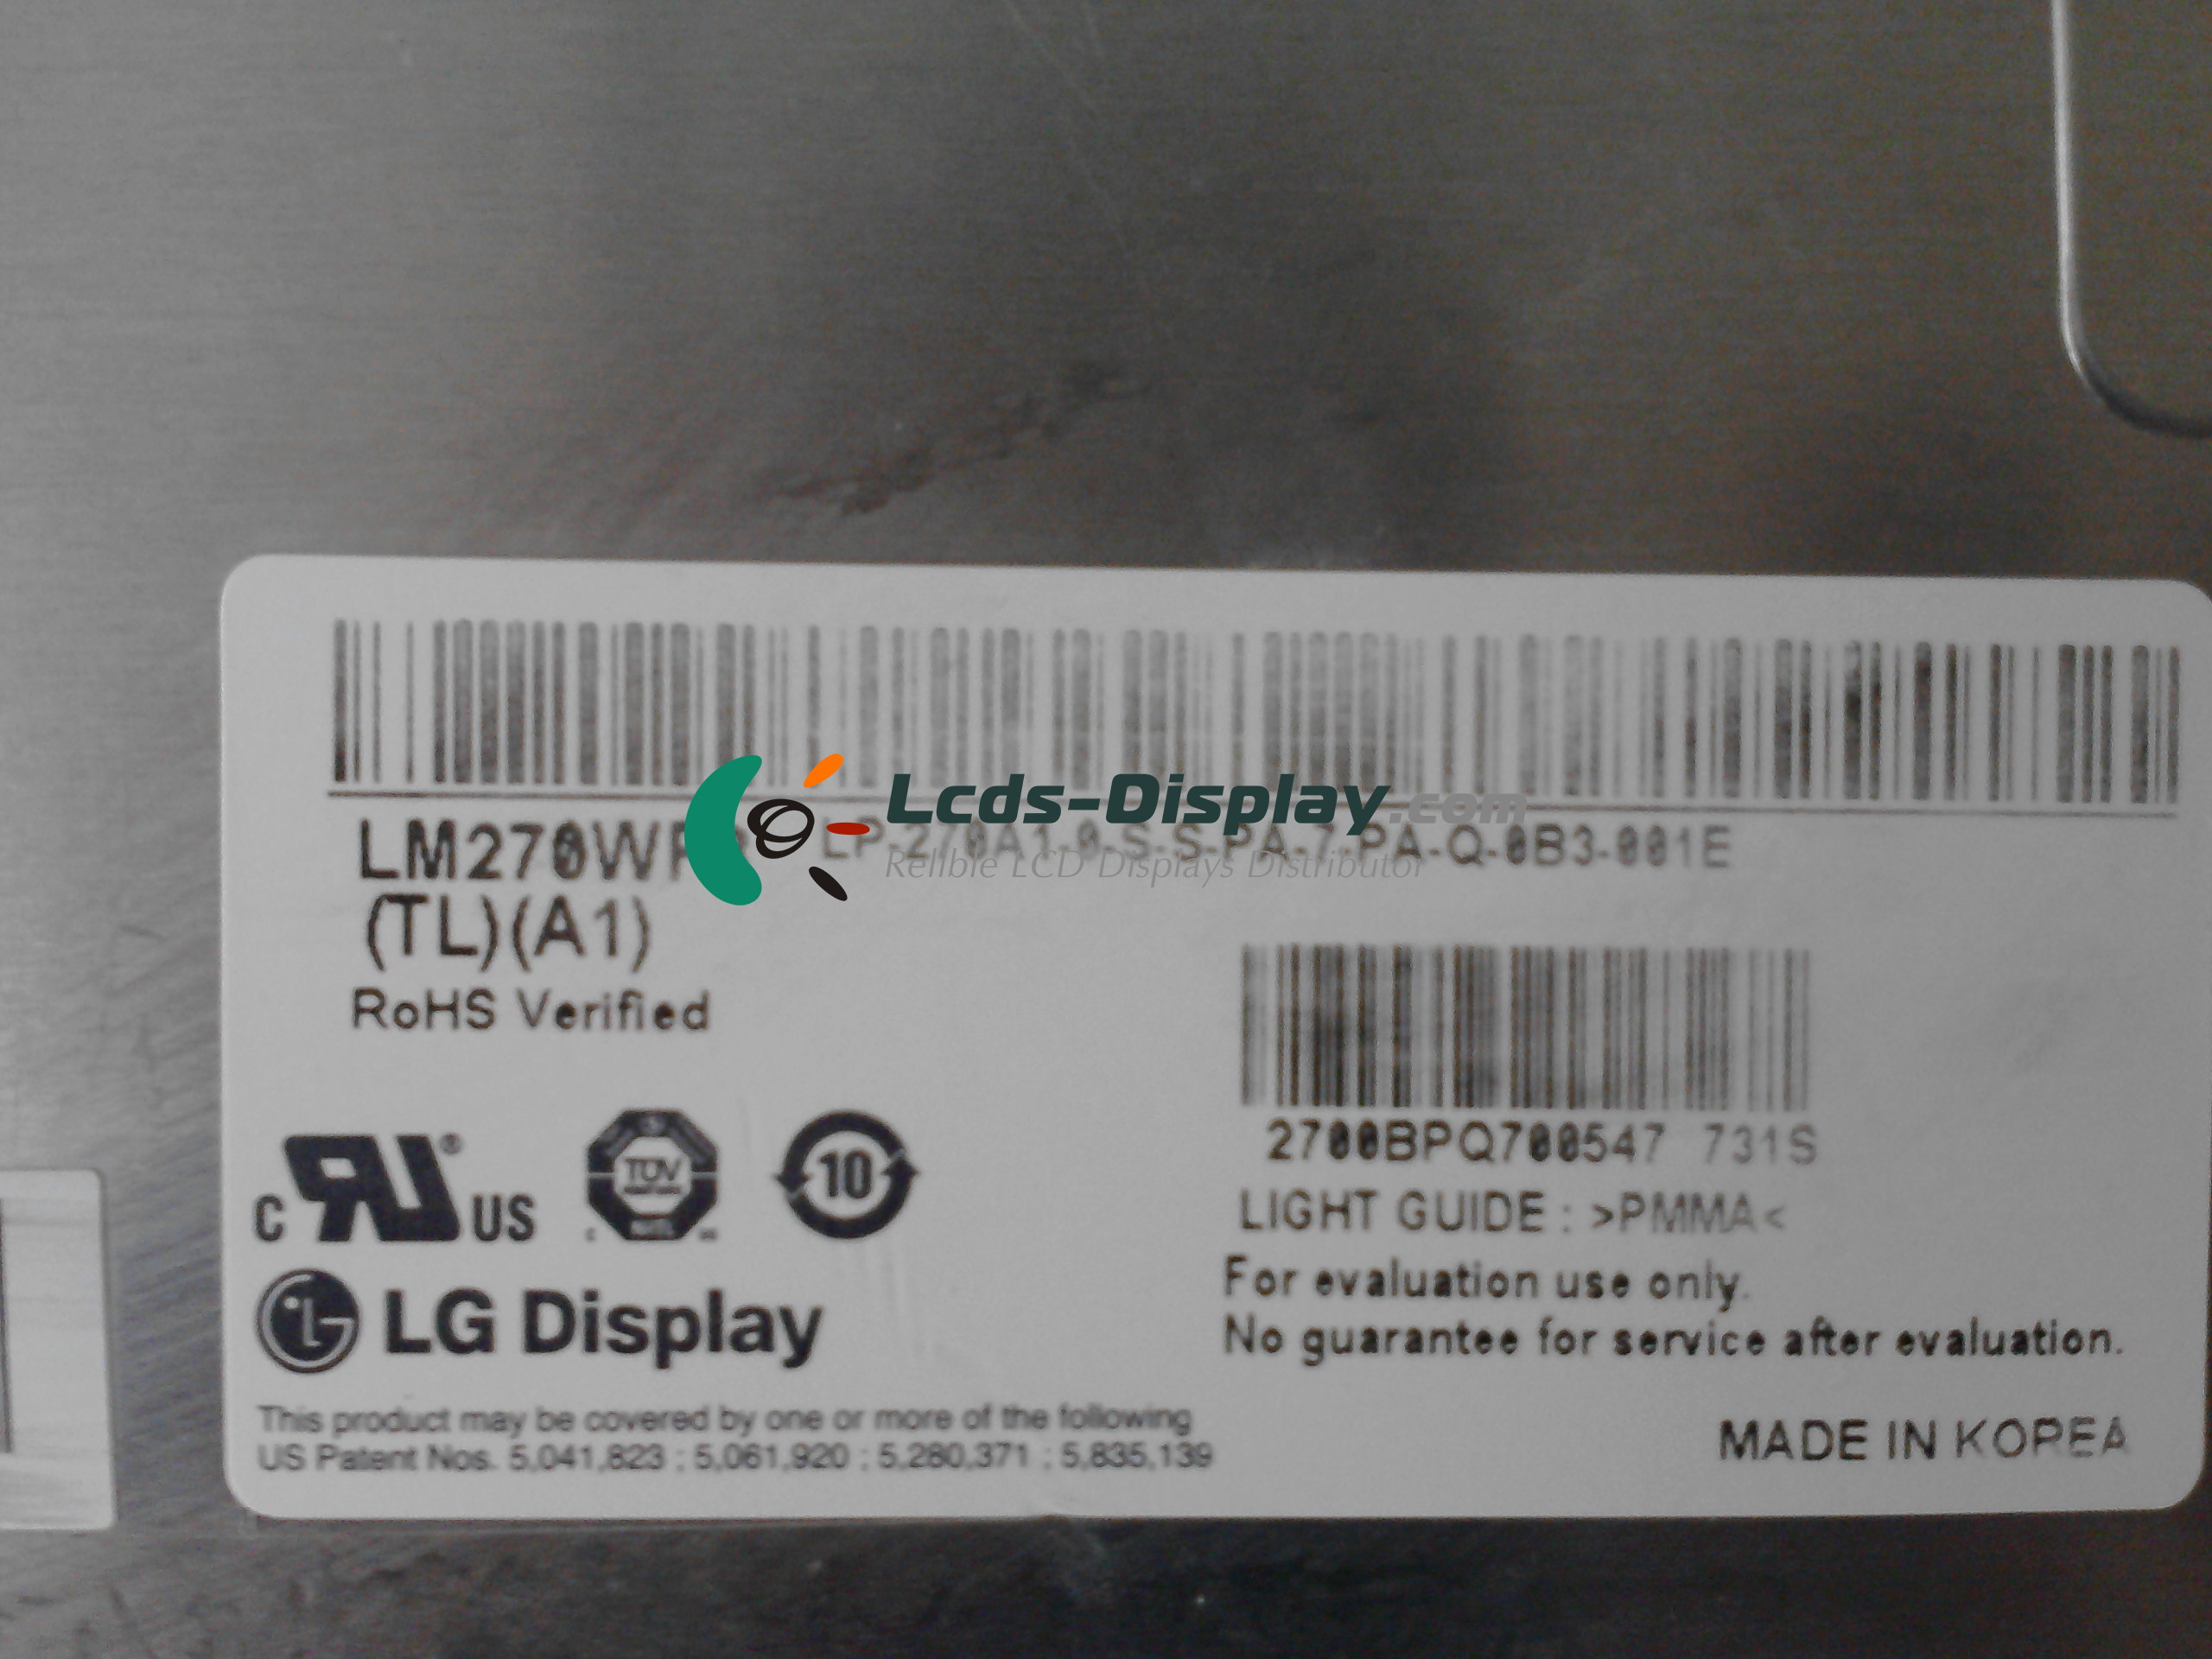 LM270WP
LP-270A1-0-S-S-PA-7-PA-Q-0B3-001E
Lcds-Display.com
Relible LCD Displays Distributor
(TL)(A1)
RoHS Verified
2700BPQ700547 731S
LIGHT GUIDE : >PMMA<
C RU ® US TÜV 10
For evaluation use only.
No guarantee for service after evaluation.
LG Display
This product may be covered by one or more of the following
US Patent Nos. 5,041,823 : 5,061,920 : 5,280,371 : 5,835,139
MADE IN KOREA